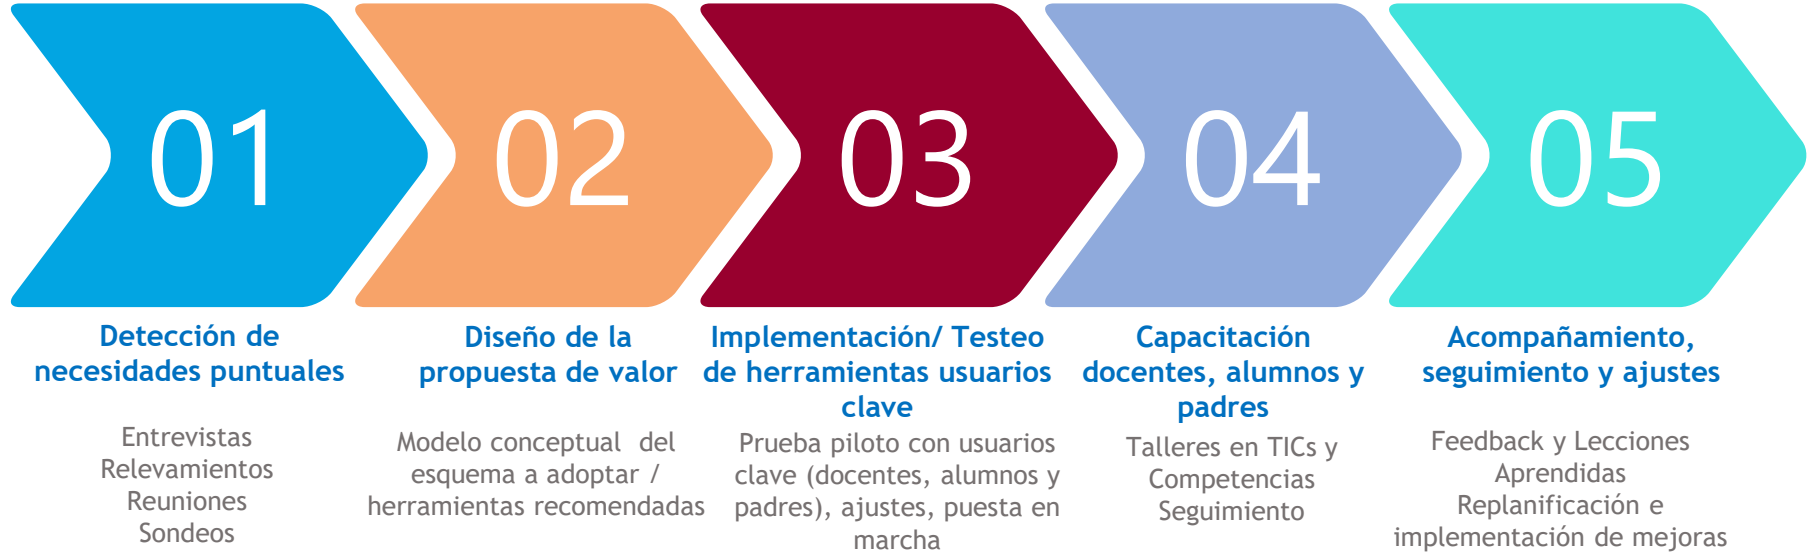 01
Detección de
necesidades puntuales
Entrevistas
Relevamientos
Reuniones
Sondeos
02
Diseño de la
propuesta de valor
Modelo conceptual del
esquema a adoptar /
herramientas recomendadas
03
Implementación/ Testeo
de herramientas usuarios
clave
Prueba piloto con usuarios
clave (docentes, alumnos y
padres), ajustes, puesta en
marcha
04
Capacitación
docentes, alumnos y
padres
Talleres en TICs y
Competencias
Seguimiento
05
Acompañamiento,
seguimiento y ajustes
Feedback y Lecciones
Aprendidas
Replanificación e
implementación de mejoras